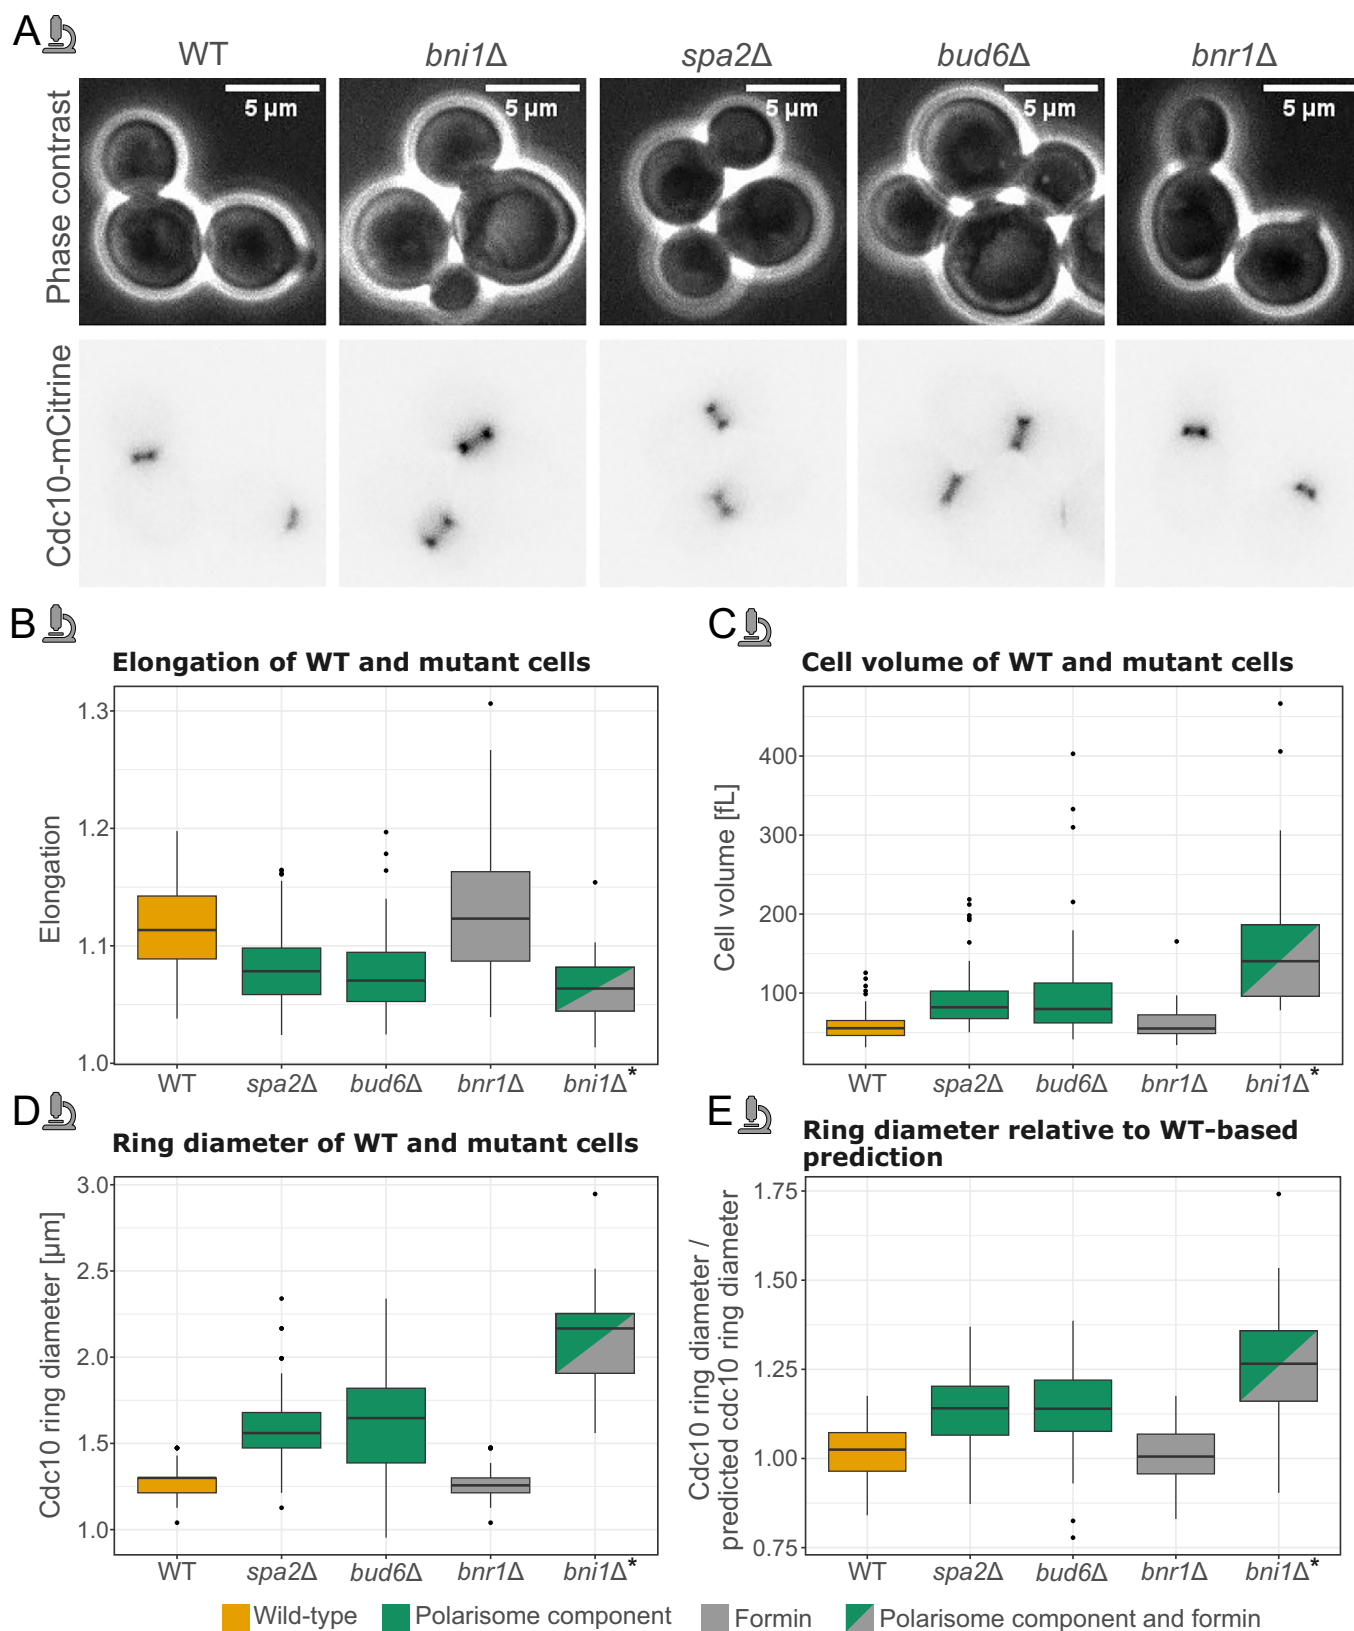 A
WT bni1Δ spa2Δ bud6Δ bnr1Δ
Phase contrast
5 µm 5 µm 5 µm 5 µm 5 µm
Cdc10-mCitrine
B
Elongation of WT and mutant cells
Elongation
1.3
1.2
1.1
1.0
WT spa2Δ bud6Δ bnr1Δ bni1Δ*
C
Cell volume of WT and mutant cells
Cell volume [fL]
400
300
200
100
WT spa2Δ bud6Δ bnr1Δ bni1Δ*
D
Ring diameter of WT and mutant cells
Cdc10 ring diameter [µm]
3.0
2.5
2.0
1.5
1.0
WT spa2Δ bud6Δ bnr1Δ bni1Δ*
E
Ring diameter relative to WT-based
prediction
Cdc10 ring diameter /
predicted cdc10 ring diameter
1.75
1.50
1.25
1.00
0.75
WT spa2Δ bud6Δ bnr1Δ bni1Δ*
Wild-type Polarisome component Formin Polarisome component and formin